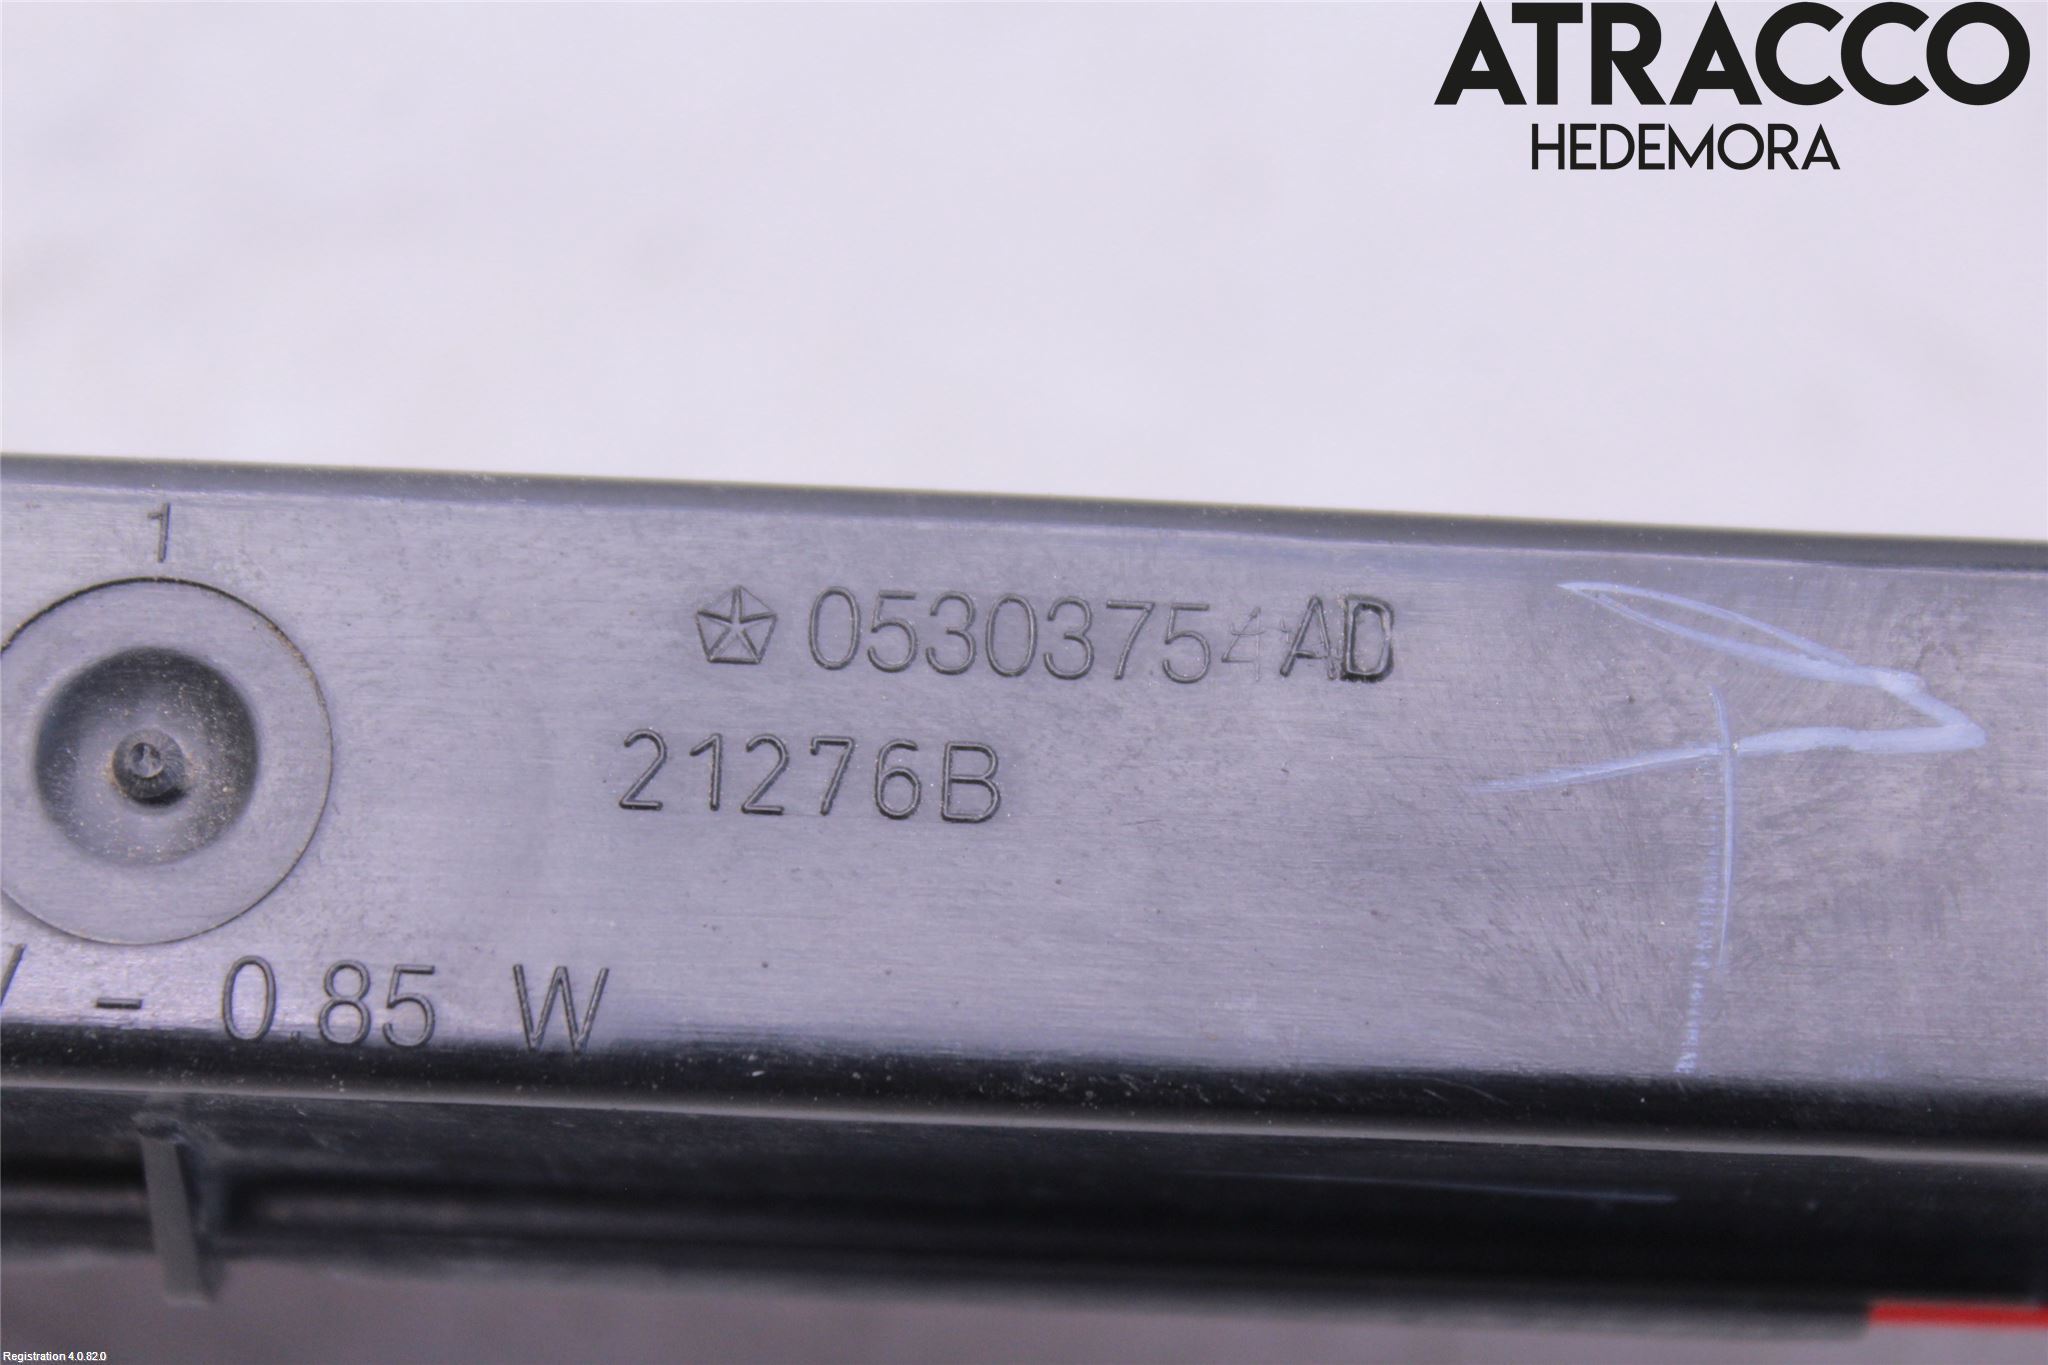 ATRACCO
HEDEMORA
1
05303754AD
21276B
- 0.85 W
Registration 4.0.82.0